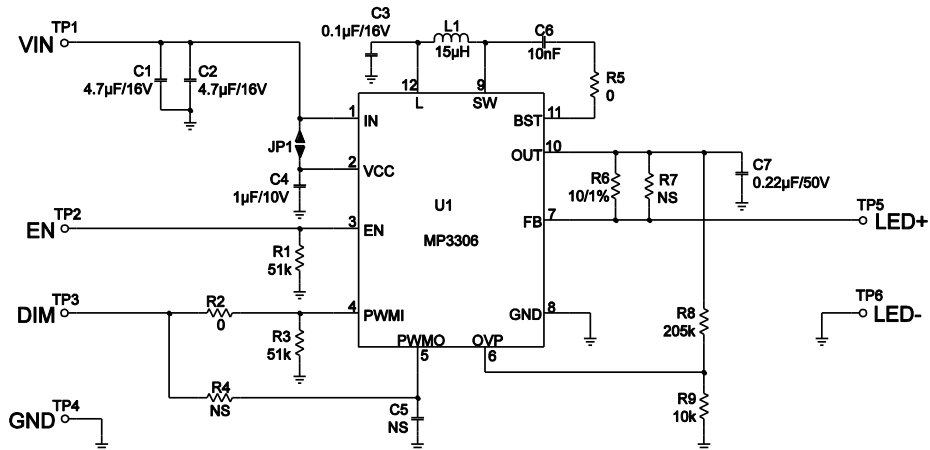 TP1
VIN
C1
4.7µF/16V
C2
4.7µF/16V
C3
0.1µF/16V
L1
15µH
C6
10nF
R5
0
12
L
9
SW
1
IN
BST
11
JP1
2
VCC
OUT
10
C4
1µF/10V
U1
MP3306
R6
10/1%
R7
NS
C7
0.22µF/50V
TP2
EN
3
EN
FB
7
TP5
LED+
R1
51k
TP3
DIM
R2
0
4
PWMI
GND
8
TP6
LED-
R3
51k
PWMO
5
OVP
6
R8
205k
R4
NS
C5
NS
R9
10k
TP4
GND